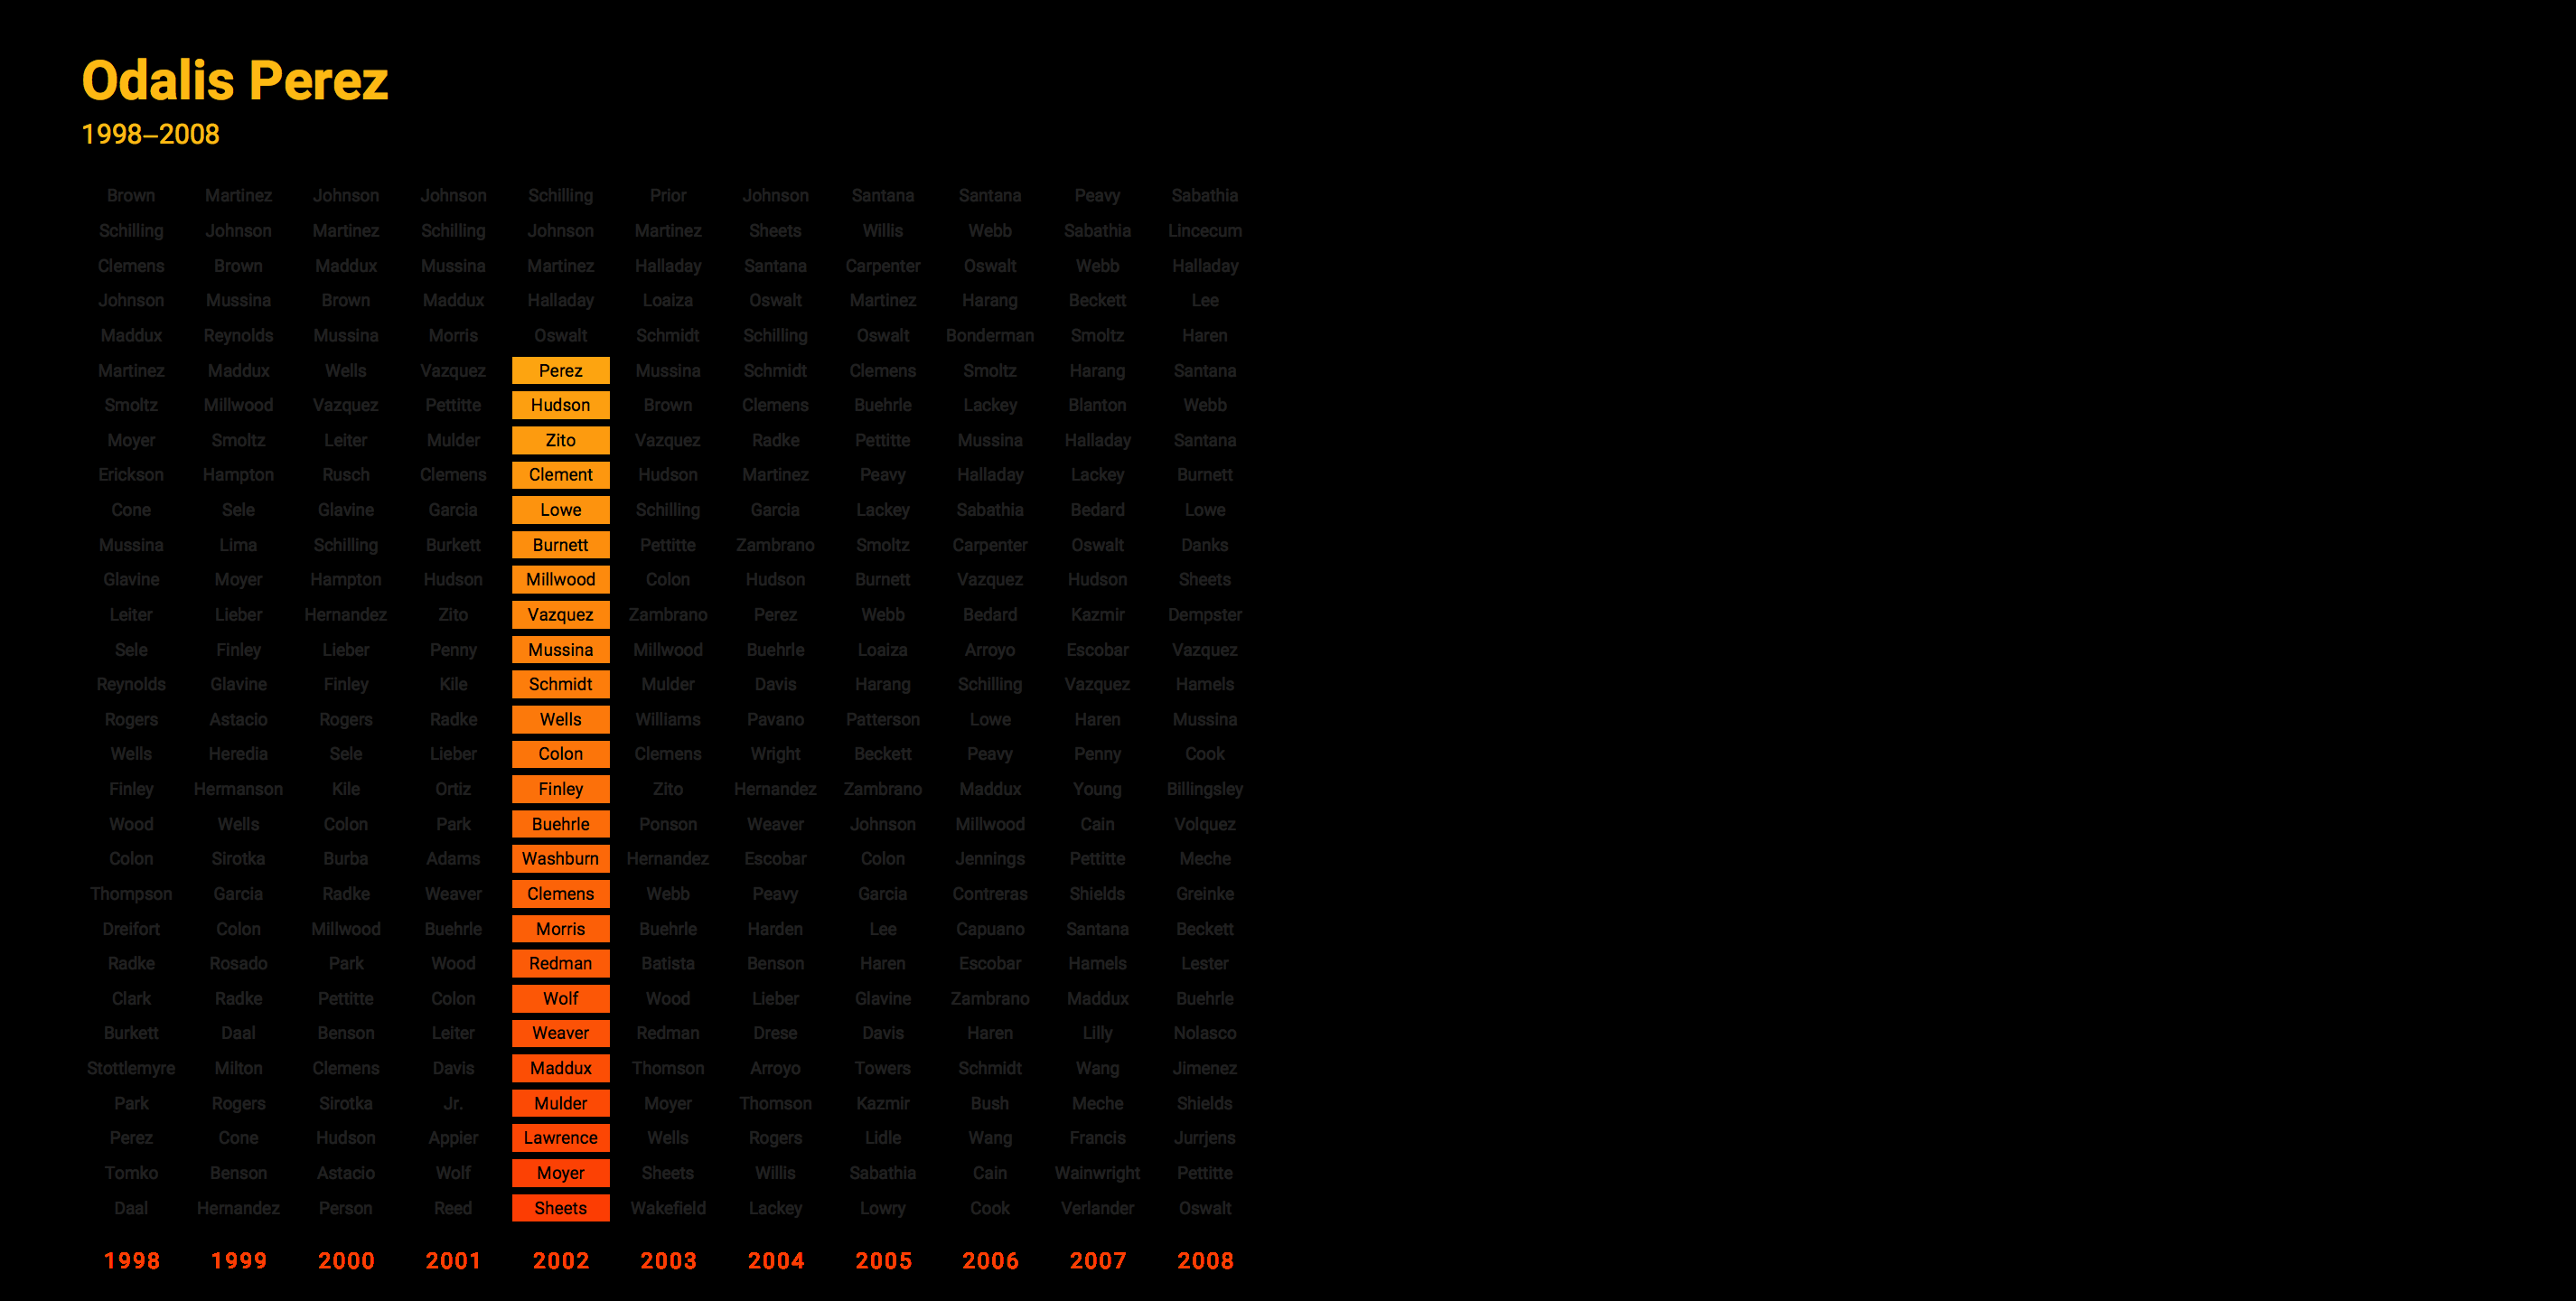 Odalis Perez
1998–2008
Brown Martinez Johnson Johnson Schilling Prior Johnson Santana Santana Peavy Sabathia
Schilling Johnson Martinez Schilling Johnson Martinez Sheets Willis Webb Sabathia Lincecum
Clemens Brown Maddux Mussina Martinez Halladay Santana Carpenter Oswalt Webb Halladay
Johnson Mussina Brown Maddux Halladay Loaiza Oswalt Martinez Harang Beckett Lee
Maddux Reynolds Mussina Morris Oswalt Schmidt Schilling Oswalt Bonderman Smoltz Haren
Martinez Maddux Wells Vazquez Perez Mussina Schmidt Clemens Smoltz Harang Santana
Smoltz Millwood Vazquez Pettitte Hudson Brown Clemens Buehrle Lackey Blanton Webb
Moyer Smoltz Leiter Mulder Zito Vazquez Radke Pettitte Mussina Halladay Santana
Erickson Hampton Rusch Clemens Clement Hudson Martinez Peavy Halladay Lackey Burnett
Cone Sele Glavine Garcia Lowe Schilling Garcia Lackey Sabathia Bedard Lowe
Mussina Lima Schilling Burkett Burnett Pettitte Zambrano Smoltz Carpenter Oswalt Danks
Glavine Moyer Hampton Hudson Millwood Colon Hudson Burnett Vazquez Hudson Sheets
Leiter Lieber Hernandez Zito Vazquez Zambrano Perez Webb Bedard Kazmir Dempster
Sele Finley Lieber Penny Mussina Millwood Buehrle Loaiza Arroyo Escobar Vazquez
Reynolds Glavine Finley Kile Schmidt Mulder Davis Harang Schilling Vazquez Hamels
Rogers Astacio Rogers Radke Wells Williams Pavano Patterson Lowe Haren Mussina
Wells Heredia Sele Lieber Colon Clemens Wright Beckett Peavy Penny Cook
Finley Hermanson Kile Ortiz Finley Zito Hernandez Zambrano Maddux Young Billingsley
Wood Wells Colon Park Buehrle Ponson Weaver Johnson Millwood Cain Volquez
Colon Sirotka Burba Adams Washburn Hernandez Escobar Colon Jennings Pettitte Meche
Thompson Garcia Radke Weaver Clemens Webb Peavy Garcia Contreras Shields Greinke
Dreifort Colon Millwood Buehrle Morris Buehrle Harden Lee Capuano Santana Beckett
Radke Rosado Park Wood Redman Batista Benson Haren Escobar Hamels Lester
Clark Radke Pettitte Colon Wolf Wood Lieber Glavine Zambrano Maddux Buehrle
Burkett Daal Benson Leiter Weaver Redman Drese Davis Haren Lilly Nolasco
Stottlemyre Milton Clemens Davis Maddux Thomson Arroyo Towers Schmidt Wang Jimenez
Park Rogers Sirotka Jr. Mulder Moyer Thomson Kazmir Bush Meche Shields
Perez Cone Hudson Appier Lawrence Wells Rogers Lidle Wang Francis Jurrjens
Tomko Benson Astacio Wolf Moyer Sheets Willis Sabathia Cain Wainwright Pettitte
Daal Hernandez Person Reed Sheets Wakefield Lackey Lowry Cook Verlander Oswalt
1998 1999 2000 2001 2002 2003 2004 2005 2006 2007 2008